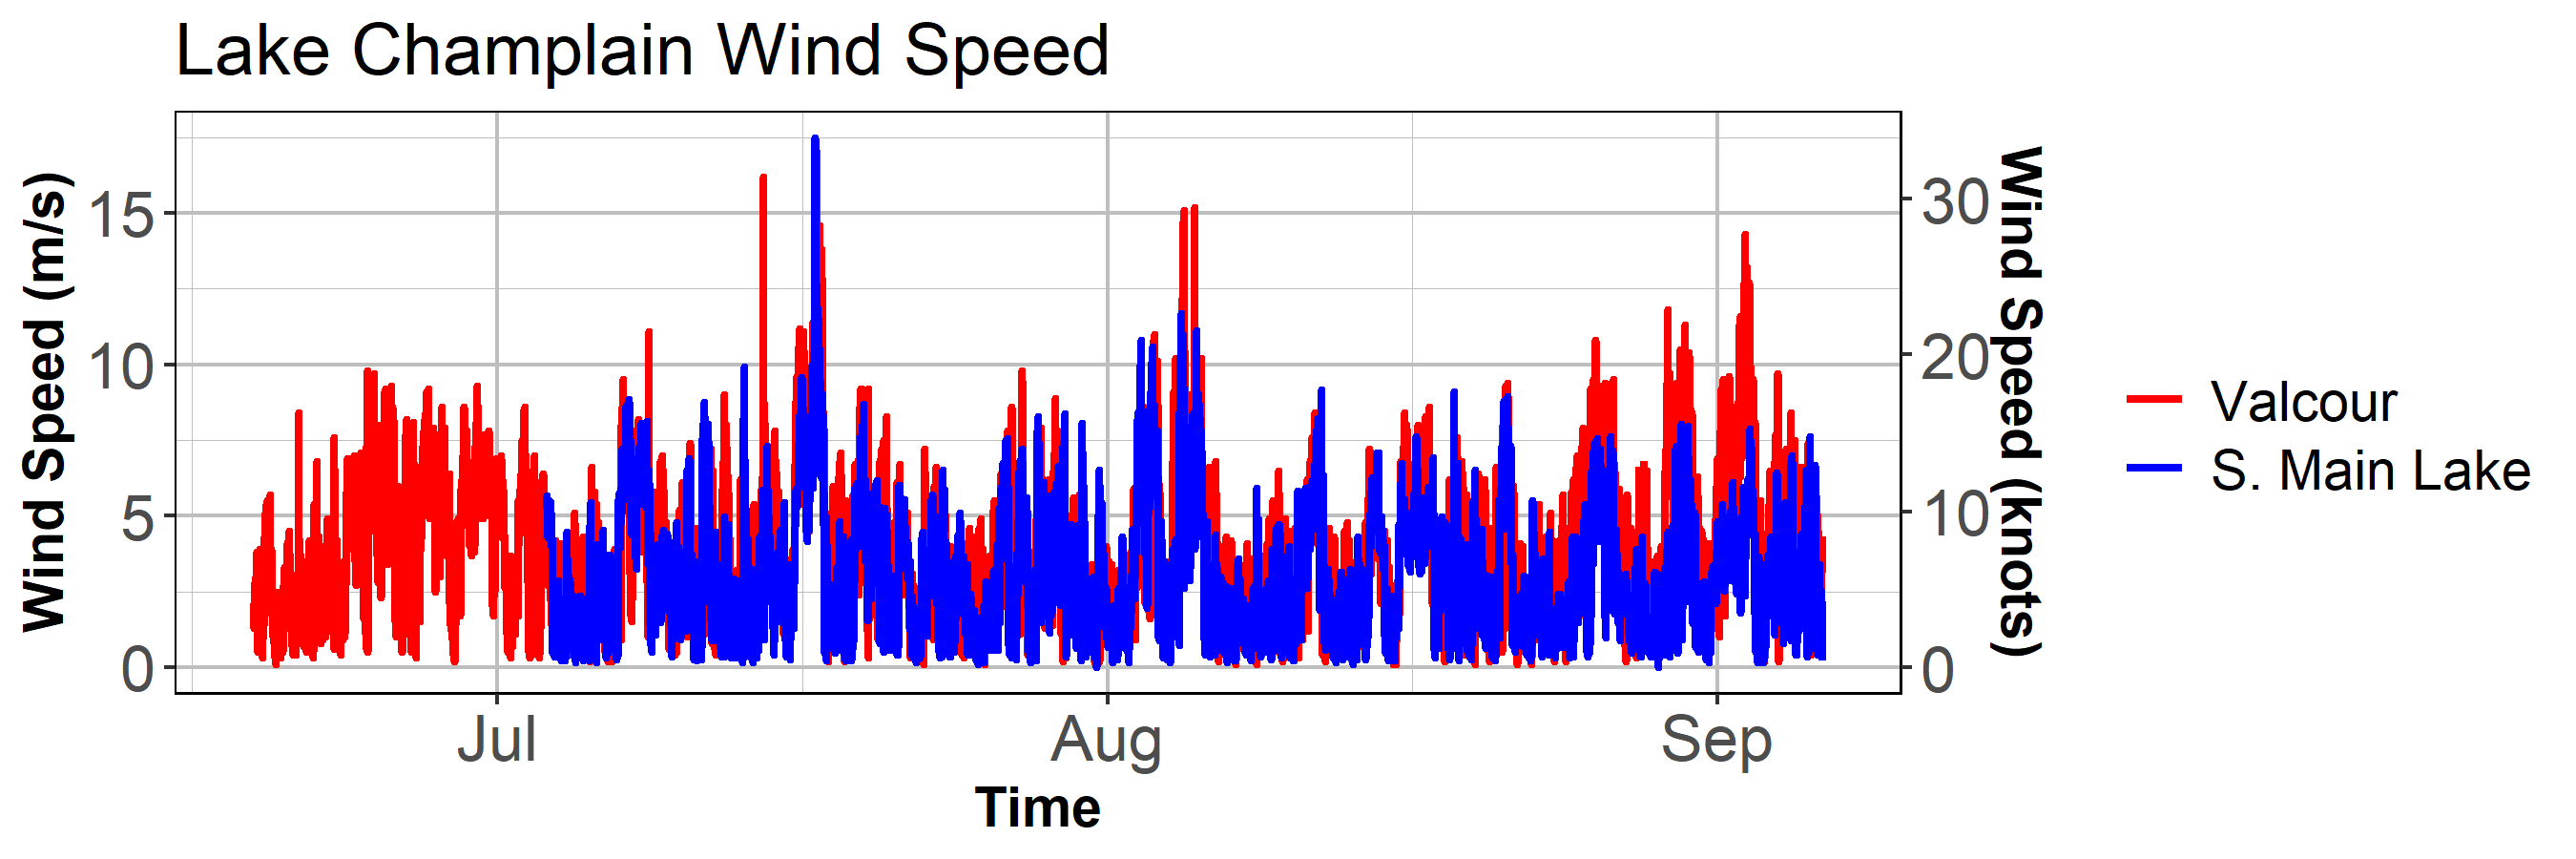 Lake Champlain Wind Speed
Wind Speed (m/s)
15
10
5
0
30
20
10
0
Wind Speed (knots)
Jul
Aug
Sep
Time
Valcour
S. Main Lake